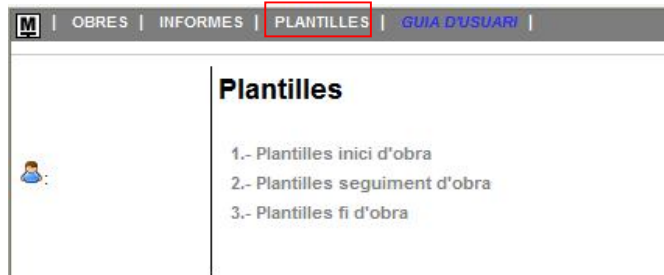 M | OBRES | INFORMES | PLANTILLES | GUIA D'USUARI |
Plantilles
1.- Plantilles inici d'obra
:
2.- Plantilles seguiment d'obra
3.- Plantilles fi d'obra